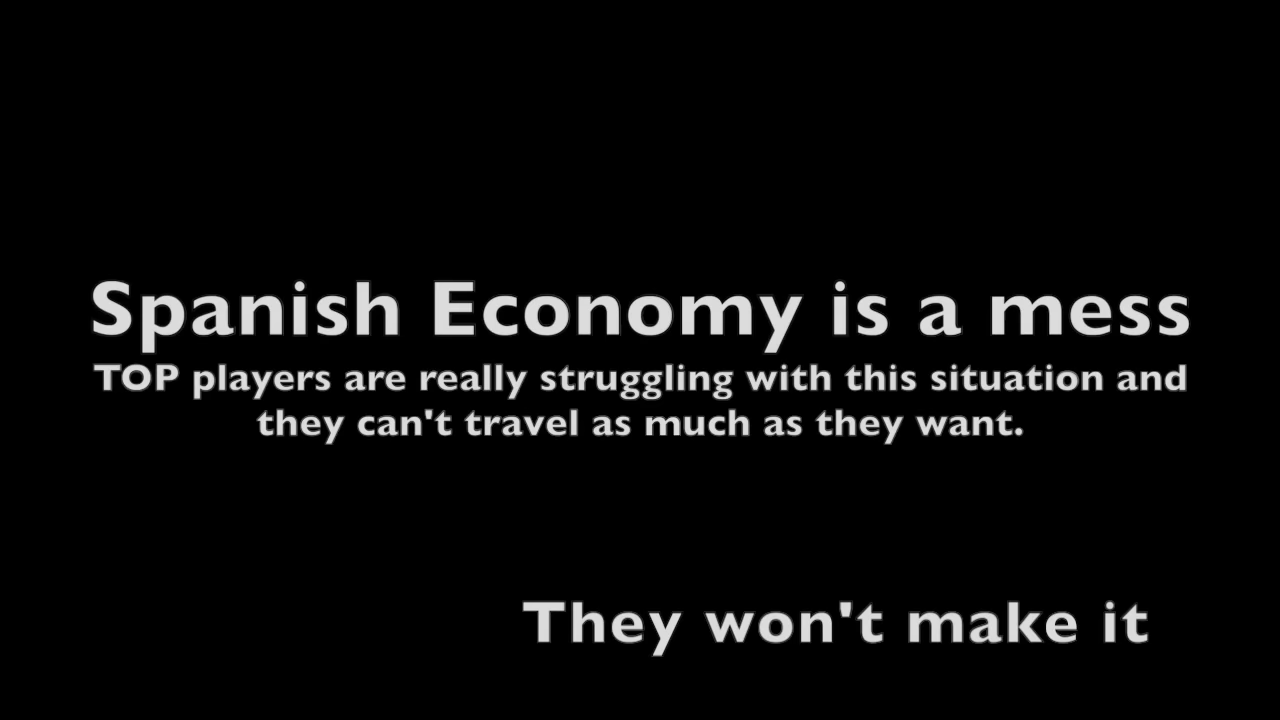 Spanish Economy is a mess
TOP players are really struggling with this situation and
they can't travel as much as they want.
They won't make it